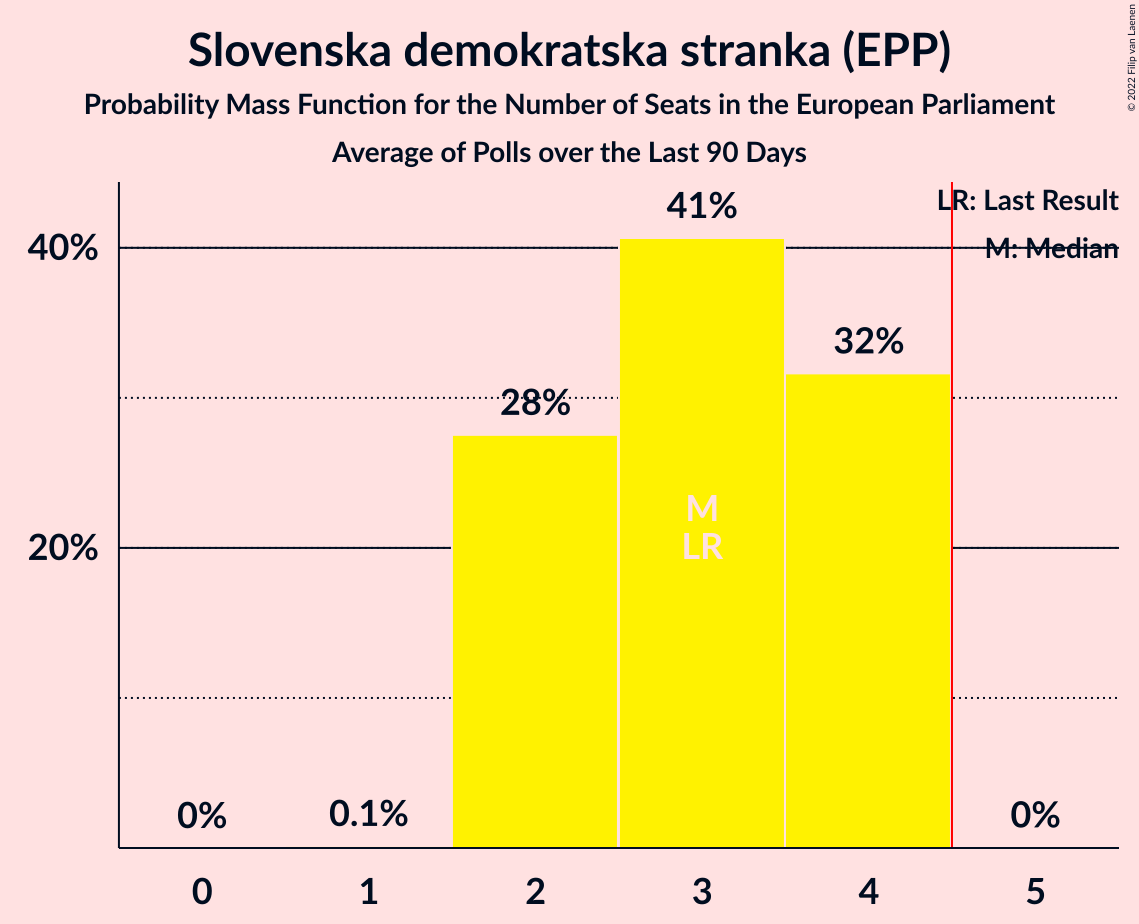 Slovenska demokratska stranka (EPP)
Probability Mass Function for the Number of Seats in the European Parliament
Average of Polls over the Last 90 Days
© 2022 Filip van Laenen
LR: Last Result
M: Median
40%
20%
0%
0.1%
28%
41%
32%
0%
M
LR
0
1
2
3
4
5